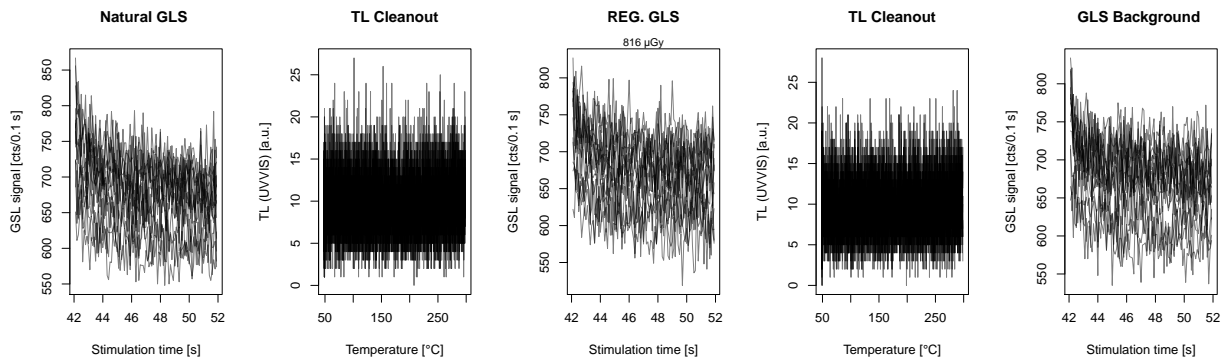 Natural GLS
GSL signal [cts/0.1 s]
850
800
750
700
650
600
550
42 44 46 48 50 52
Stimulation time [s]
TL Cleanout
TL (UVVIS) [a.u.]
25
20
15
10
5
0
50 150 250
Temperature [°C]
REG. GLS
816 µGy
GSL signal [cts/0.1 s]
800
750
700
650
600
550
42 44 46 48 50 52
Stimulation time [s]
TL Cleanout
TL (UVVIS) [a.u.]
25
20
15
10
5
0
50 150 250
Temperature [°C]
GLS Background
GSL signal [cts/0.1 s]
800
750
700
650
600
550
42 44 46 48 50 52
Stimulation time [s]